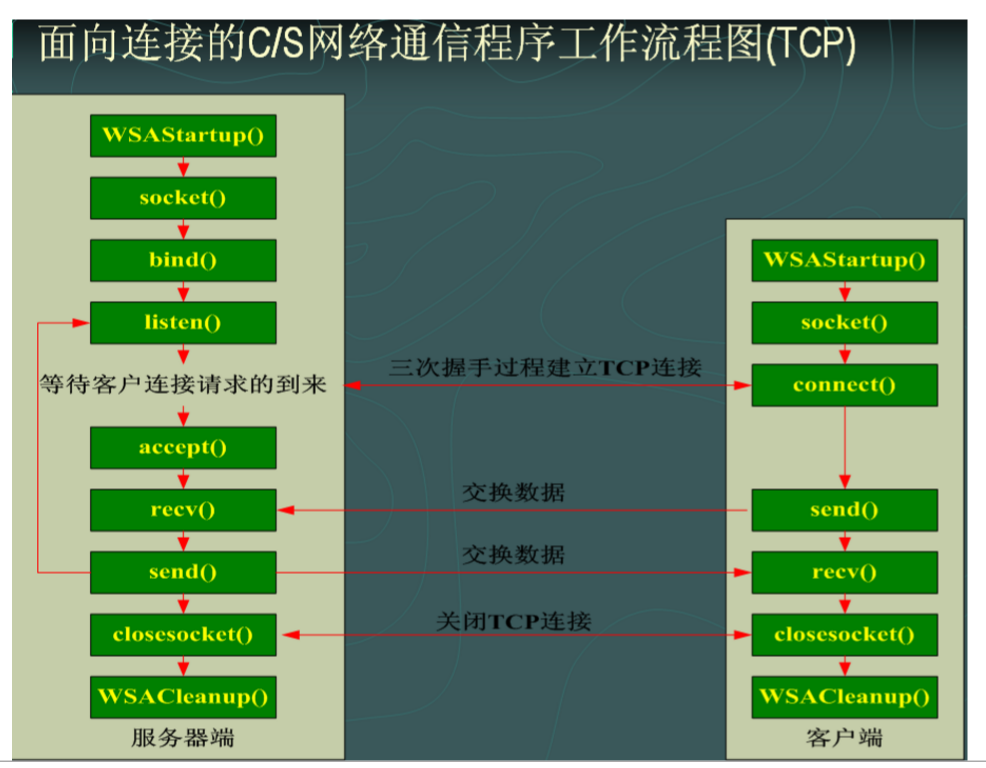 面向连接的C/S网络通信程序工作流程图(TCP)
WSAStartup()
socket()
bind()
listen()
等待客户连接请求的到来
accept()
recv()
send()
closesocket()
WSACleanup()
服务器端
三次握手过程建立TCP连接
交换数据
交换数据
关闭TCP连接
WSAStartup()
socket()
connect()
send()
recv()
closesocket()
WSACleanup()
客户端